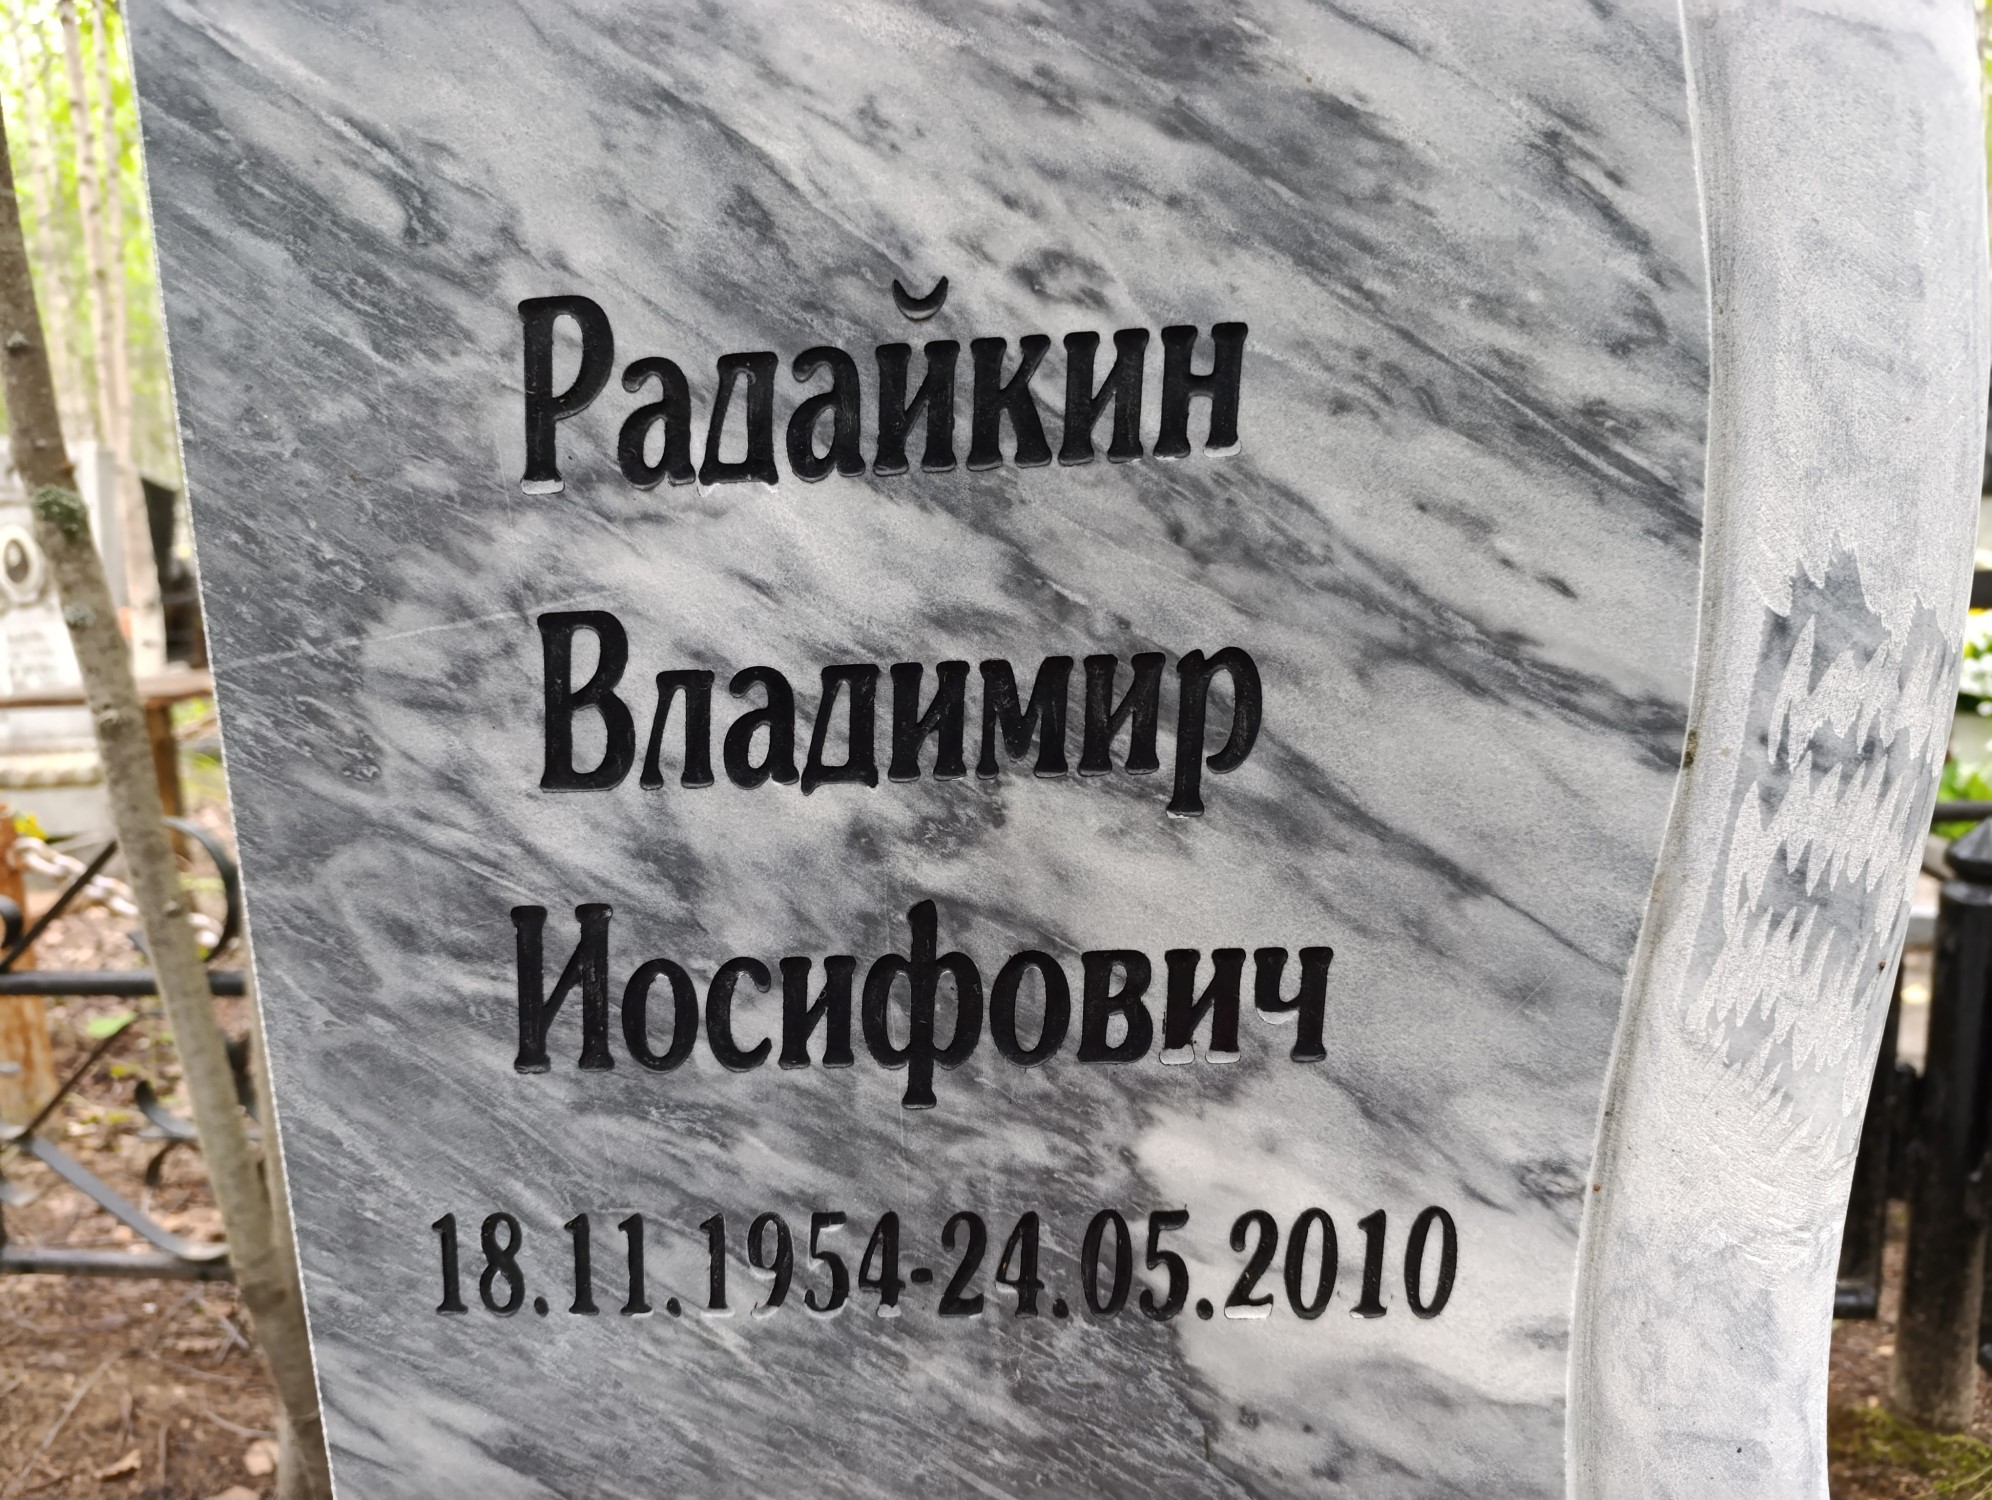 Радайкин
Владимир
Иосифович
18.11.1954-24.05.2010